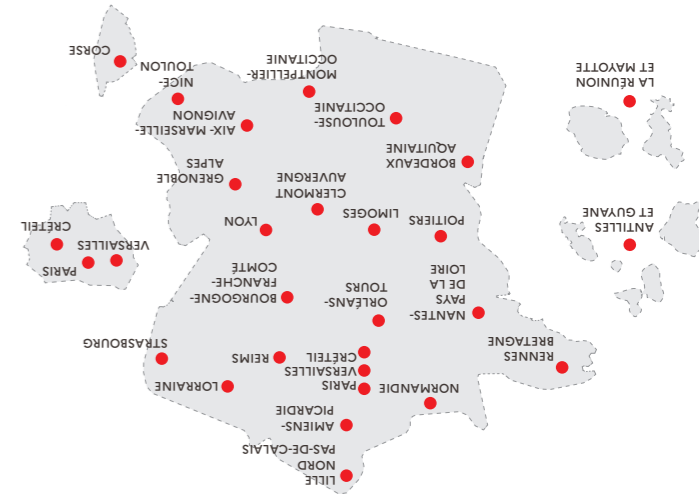 LILLE
NORD
PAS-DE-CALAIS
AMIENS-
PICARDIE
NORMANDIE
PARIS
VERSAILLES
CRÉTEIL
LORRAINE
REIMS
STRASBOURG
RENNES
BRETAGNE
NANTES-
PAYS
DE LA
LOIRE
ORLÉANS-
TOURS
BOURGOGNE-
FRANCHE-
COMTÉ
PARIS
VERSAILLES
CRÉTEIL
ANTILLES
ET GUYANE
POITIERS
LIMOGES
LYON
CLERMONT
AUVERGNE
GRENOBLE
ALPES
BORDEAUX
AQUITAINE
TOULOUSE-
OCCITANIE
AIX- MARSEILLE-
AVIGNON
MONTPELLIER-
OCCITANIE
NICE-
TOULON
CORSE
LA RÉUNION
ET MAYOTTE